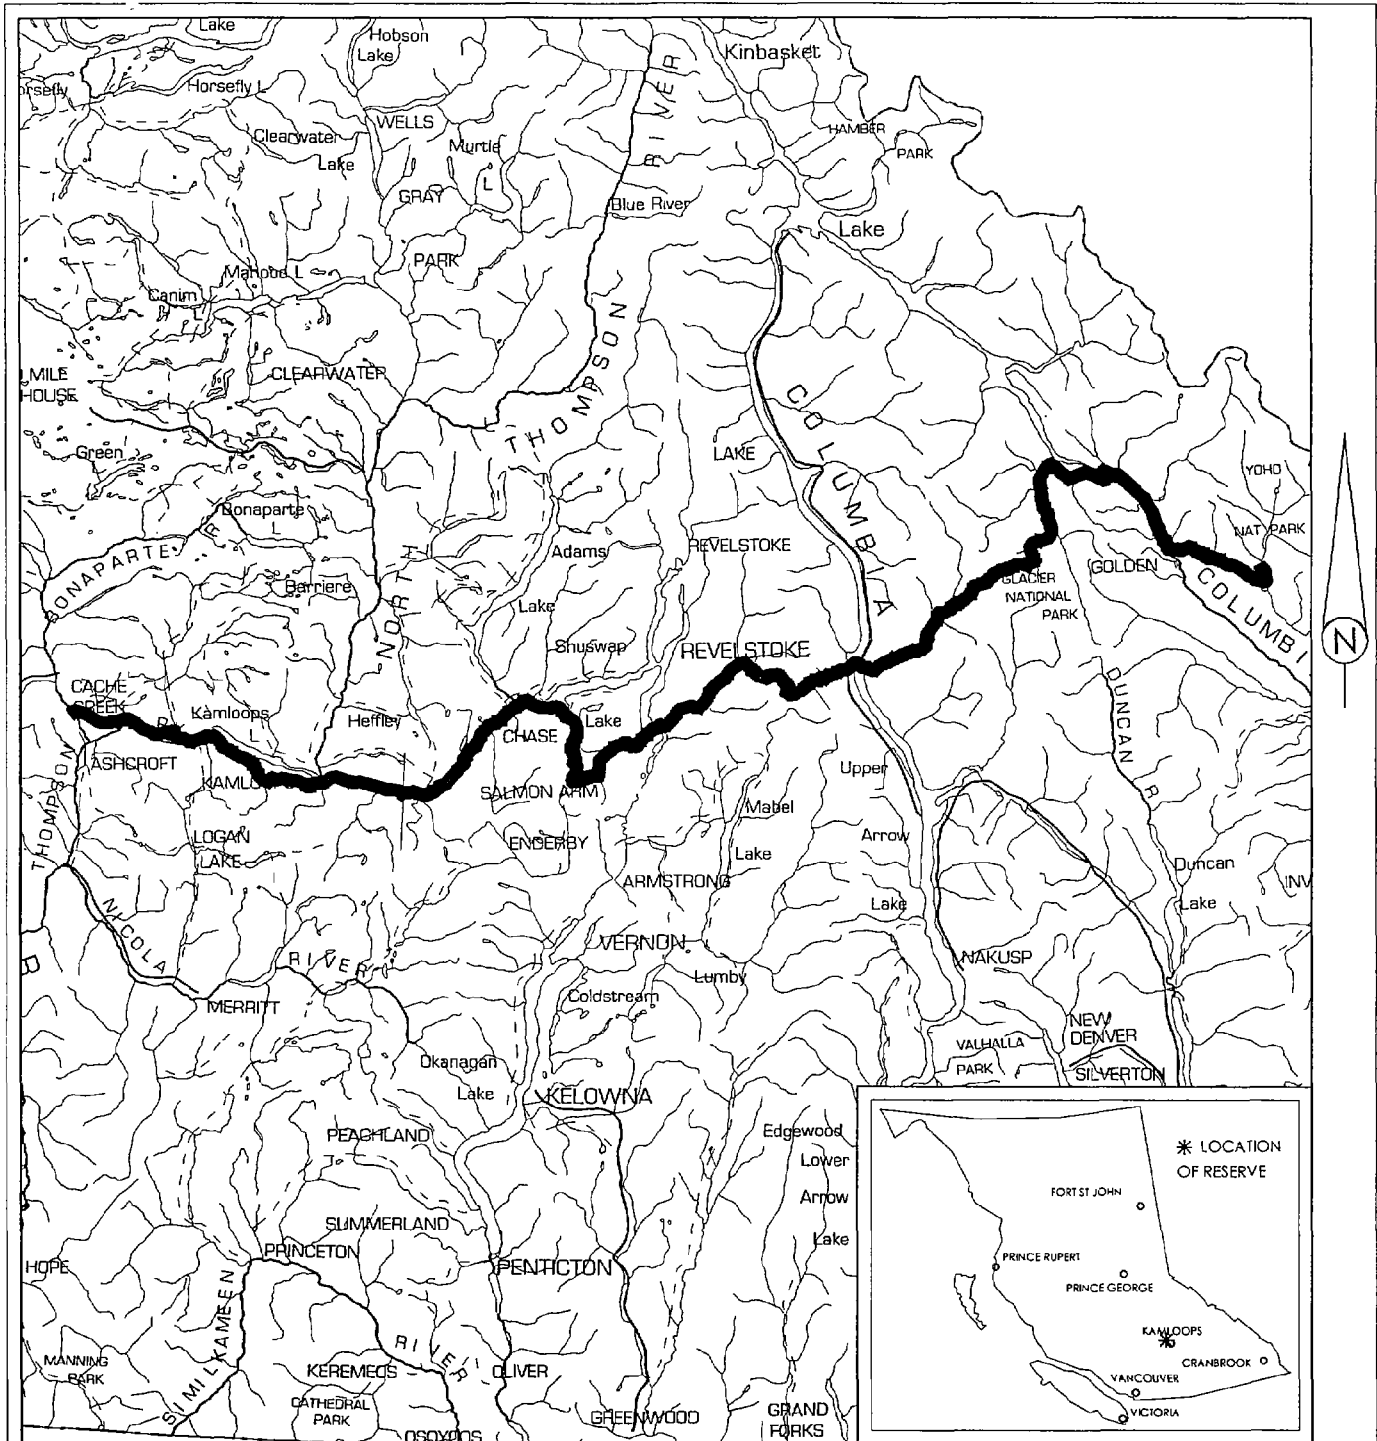 Lake
Hobson
Lake
Kinbasket
RIVER
Horsefly L
WELLS
Clearwater
Lake
Murtle
L
HAMBER
PARK
GRAY
Blue River
Lake
PARK
Mahood L
Canim
L
THOMPSON
MILE
HOUSE
CLEARWATER
COLUMBIA
Green
LAKE
YOHO
NAT PARK
Bonaparte
L
BONAPARTE R
Adams
REVELSTOKE
GOLDEN
GLACIER
NATIONAL
PARK
COLUMBI
N
Barriere
NORTH
Lake
Shuswap
REVELSTOKE
DUNCAN R
CACHE
CREEK
R
Kamloops
Heffley
Lake
CHASE
ASHCROFT
THOMPSON
SALMON ARM
Upper
Mabel
LOGAN
LAKE
ENDERBY
Arrow
Lake
Duncan
Lake
ARMSTRONG
INV
Lake
NICOLA
RIVER
VERNON
NAKUSP
Lumby
Coldstream
MERRITT
R
NEW
DENVER
VALHALLA
PARK
SILVERTON
Okanagan
Lake
KELOWNA
PEACHLAND
Edgewood
Lower
Arrow
Lake
SUMMERLAND
PRINCETON
HOPE
PENTICTON
SIMILKAMEEN
RIVER
MANNING
PARK
KEREMEOS
OLIVER
CATHEDRAL
PARK
GREENWOOD
GRAND
FORKS
OSOYOOS
* LOCATION
OF RESERVE
FORT ST JOHN
PRINCE RUPERT
PRINCE GEORGE
KAMLOOPS
CRANBROOK
VANCOUVER
VICTORIA